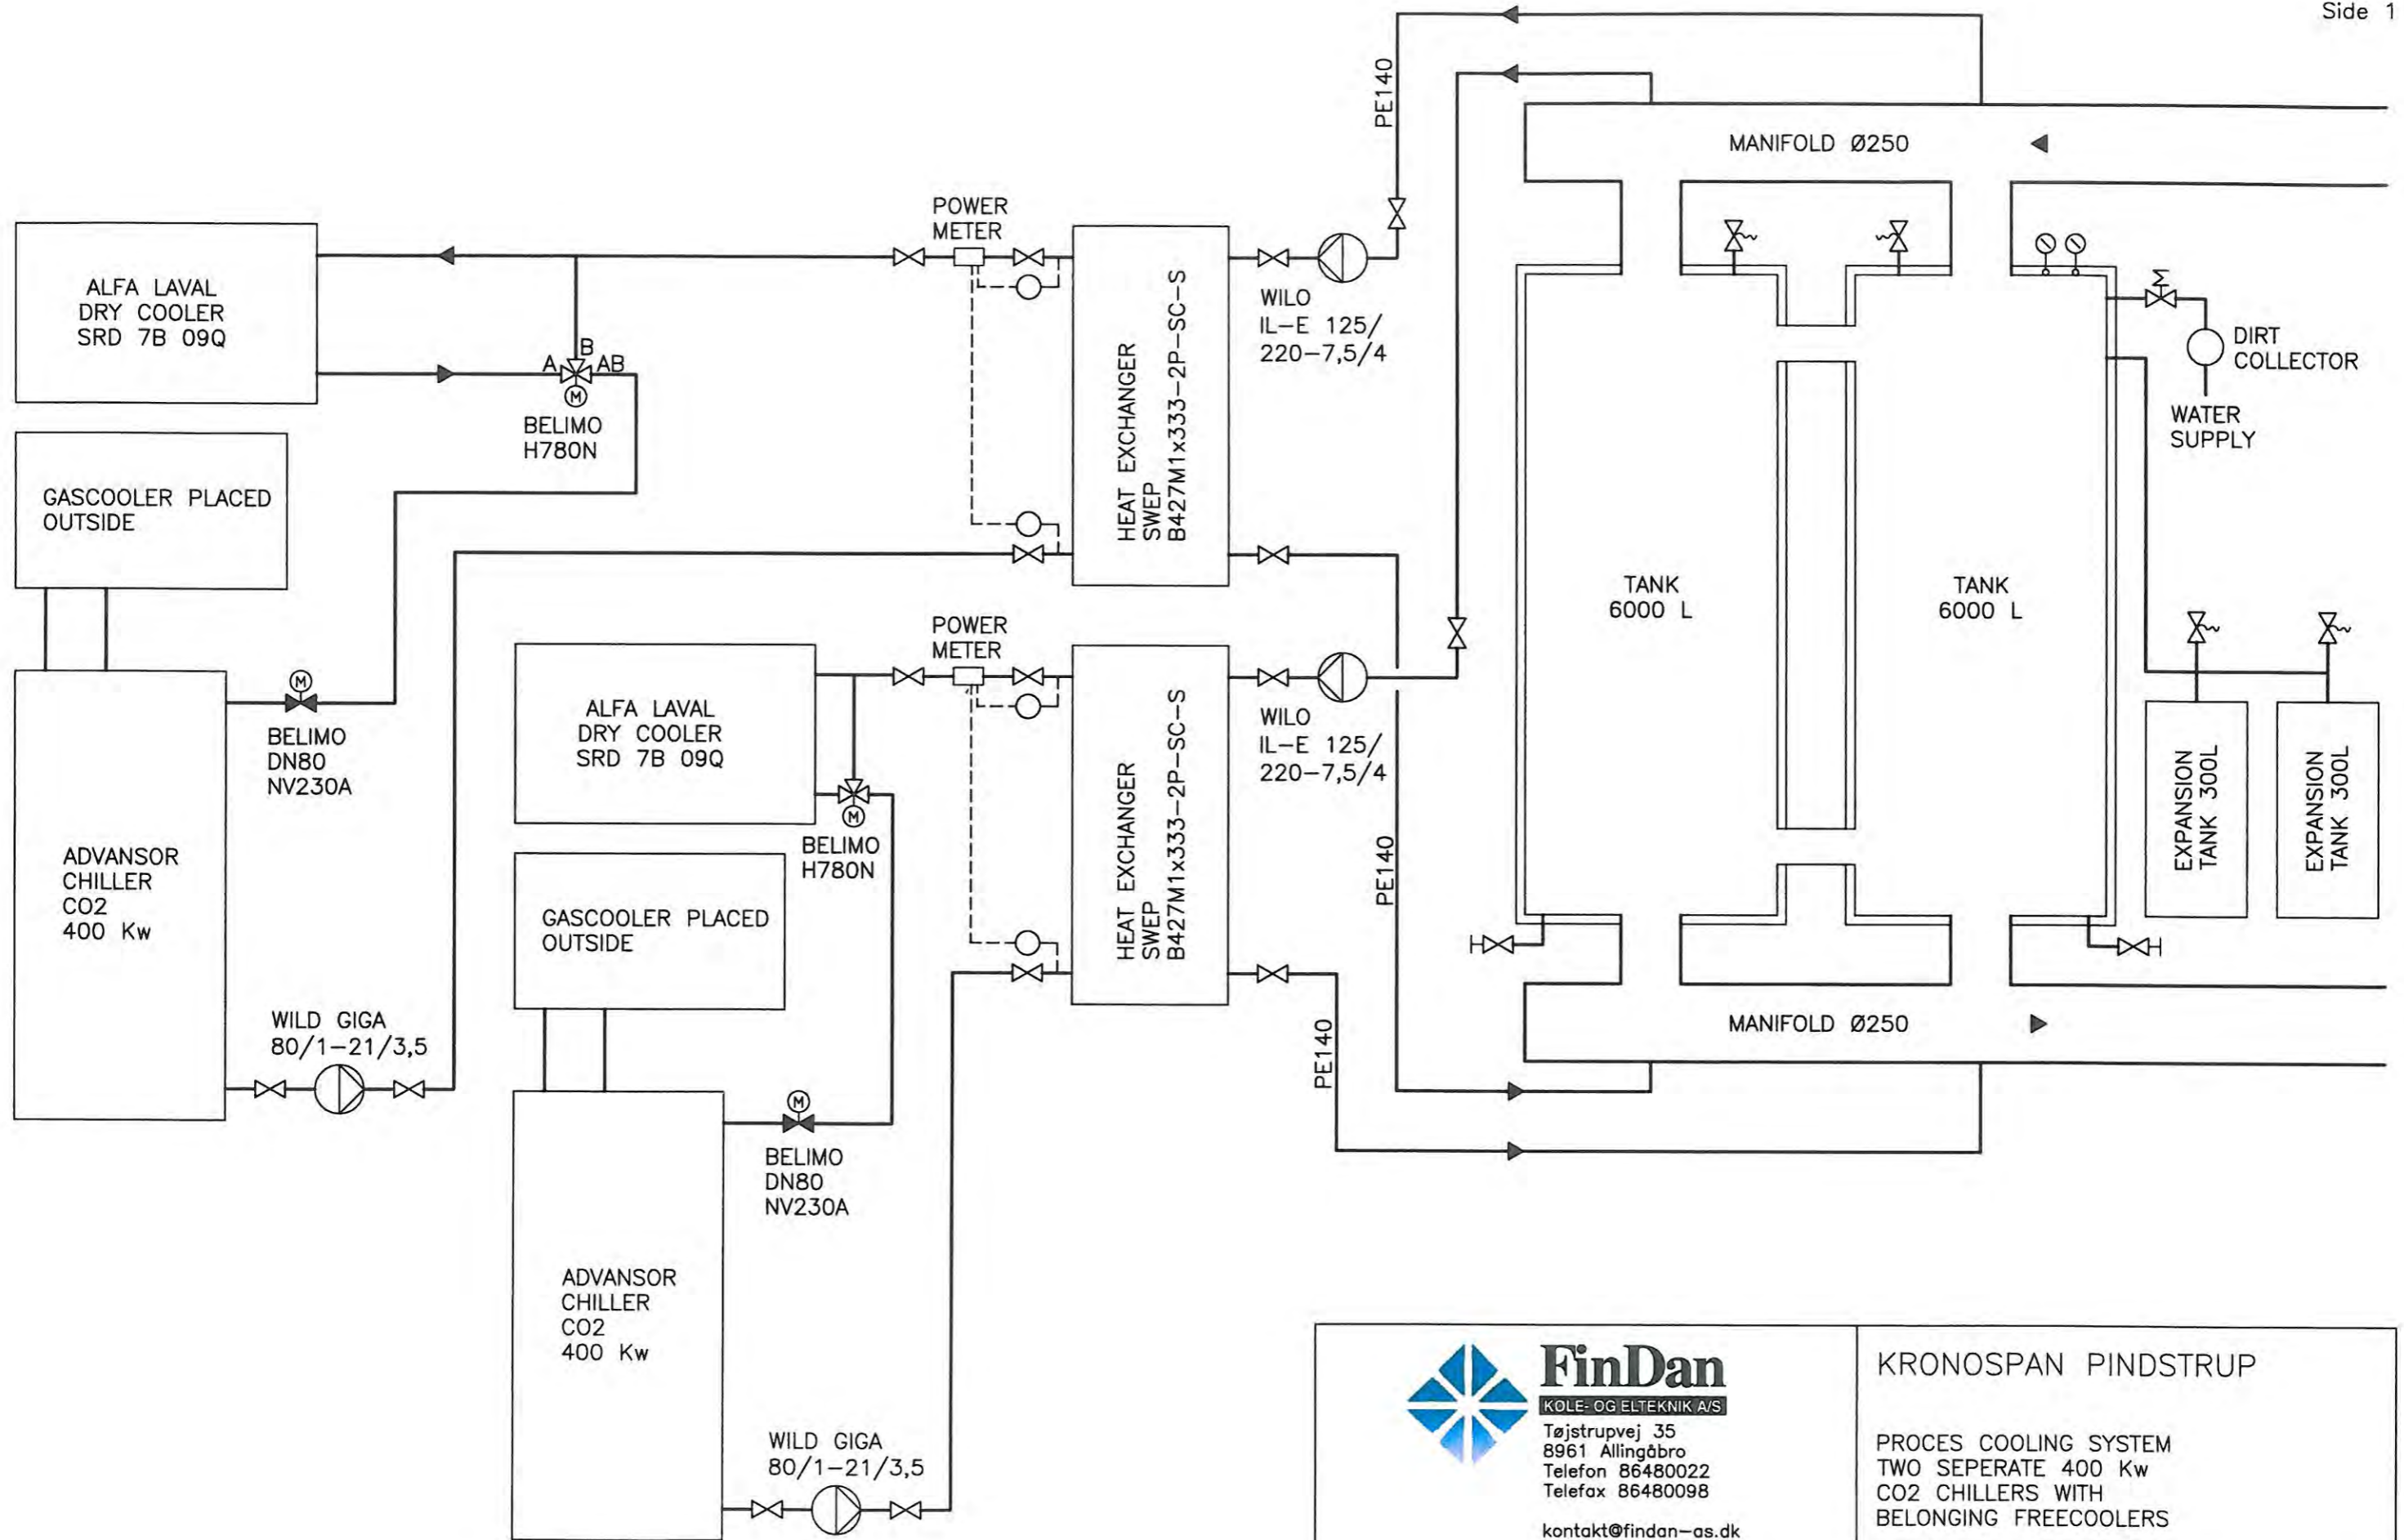 Side 1
PE140
MANIFOLD Ø250
POWER
METER
ALFA LAVAL
DRY COOLER
SRD 7B 09Q
A
B
AB
M
BELIMO
H780N
HEAT EXCHANGER
SWEP
B427M1x333-2P-SC-S
WILO
IL-E 125/
220-7,5/4
M
DIRT
COLLECTOR
WATER
SUPPLY
GASCOOLER PLACED
OUTSIDE
TANK
6000 L
TANK
6000 L
POWER
METER
M
BELIMO
DN80
NV230A
ALFA LAVAL
DRY COOLER
SRD 7B 09Q
M
BELIMO
H780N
HEAT EXCHANGER
SWEP
B427M1x333-2P-SC-S
WILO
IL-E 125/
220-7,5/4
EXPANSION
TANK 300L
EXPANSION
TANK 300L
ADVANSOR
CHILLER
CO2
400 Kw
PE140
GASCOOLER PLACED
OUTSIDE
WILD GIGA
80/1-21/3,5
PE140
MANIFOLD Ø250
M
BELIMO
DN80
NV230A
ADVANSOR
CHILLER
CO2
400 Kw
WILD GIGA
80/1-21/3,5
FinDan
KØLE- OG ELTEKNIK A/S
Tøjstrupvej 35
8961 Allingåbro
Telefon 86480022
Telefax 86480098
kontakt@findan-as.dk
KRONOSPAN PINDSTRUP
PROCES COOLING SYSTEM
TWO SEPERATE 400 Kw
CO2 CHILLERS WITH
BELONGING FREECOOLERS